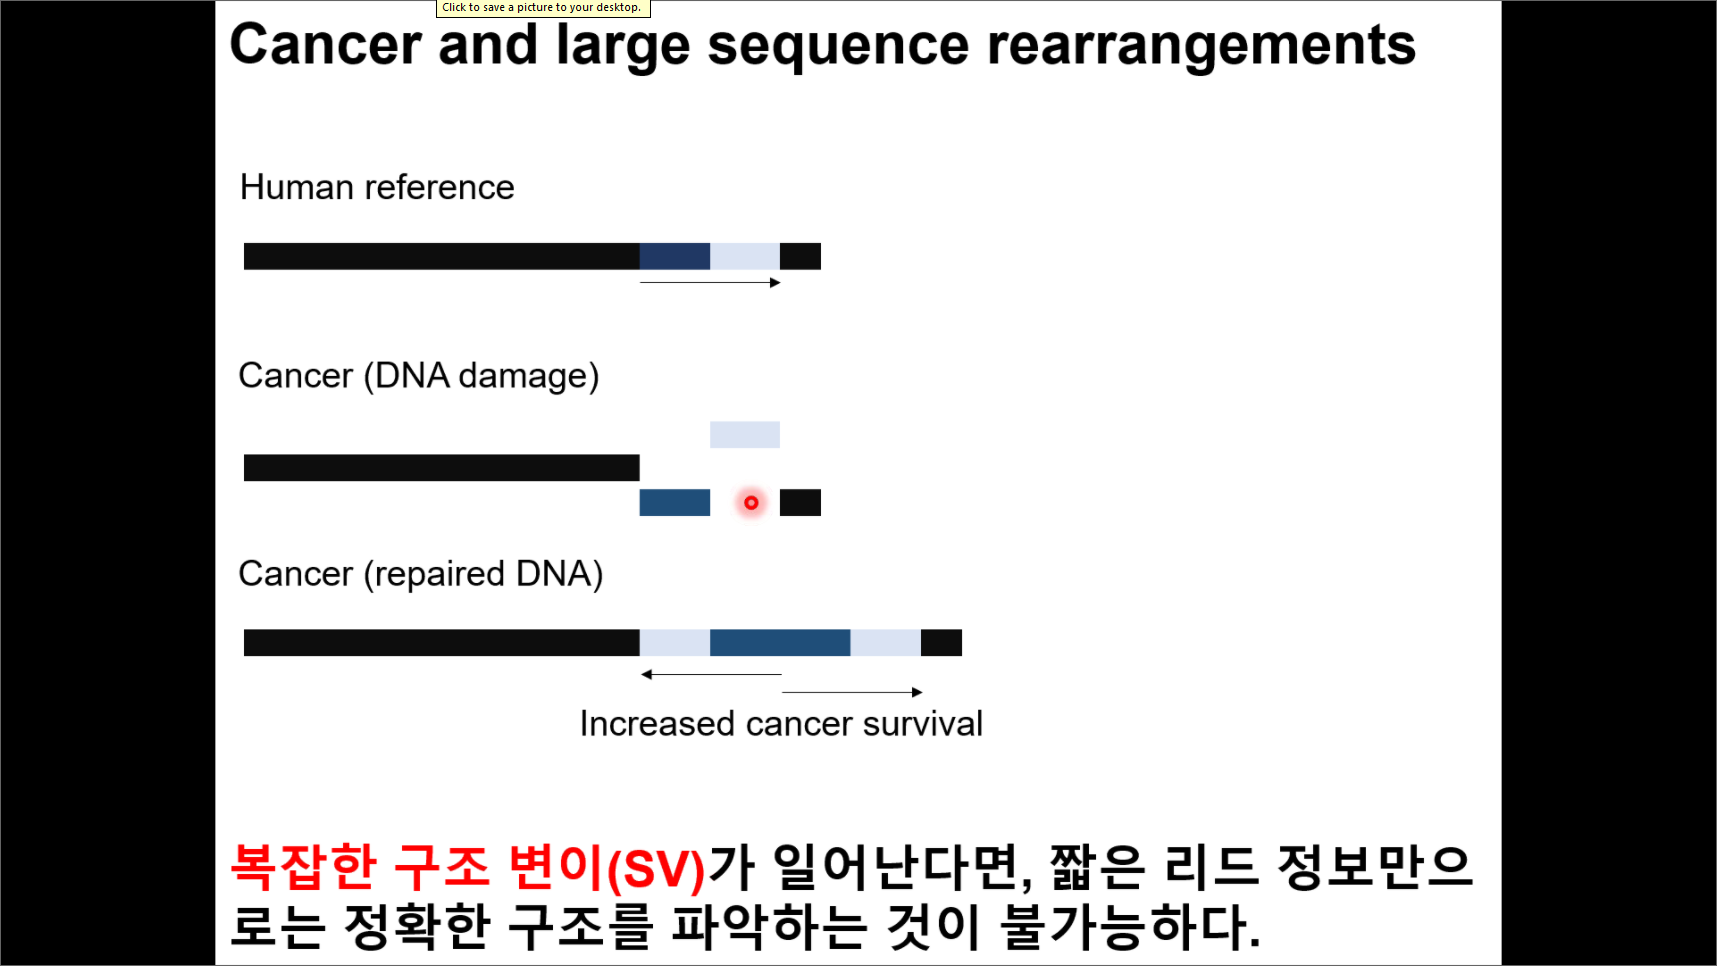 Click to save a picture to your desktop.
Cancer and large sequence rearrangements
Human reference
Cancer (DNA damage)
Cancer (repaired DNA)
Increased cancer survival
복잡한 구조 변이(SV)가 일어난다면, 짧은 리드 정보만으
로는 정확한 구조를 파악하는 것이 불가능하다.